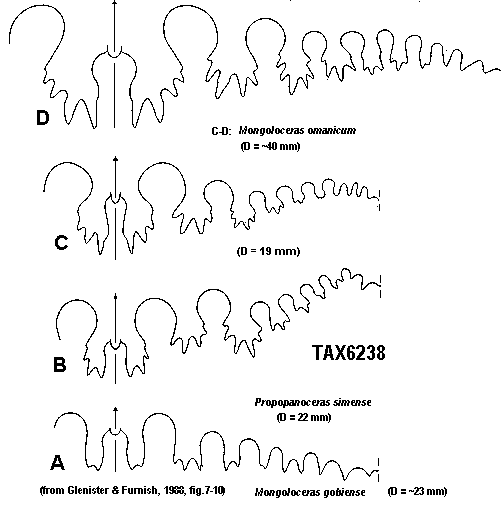 D
C-D: Mongoloceras omanicum
(D = ~40 mm)
C
(D = 19 mm)
B
TAX6238
Propopanoceras simense
(D = 22 mm)
A
(from Glenister & Furnish, 1988, fig.7-10) Mongoloceras gobiense (D = ~23 mm)